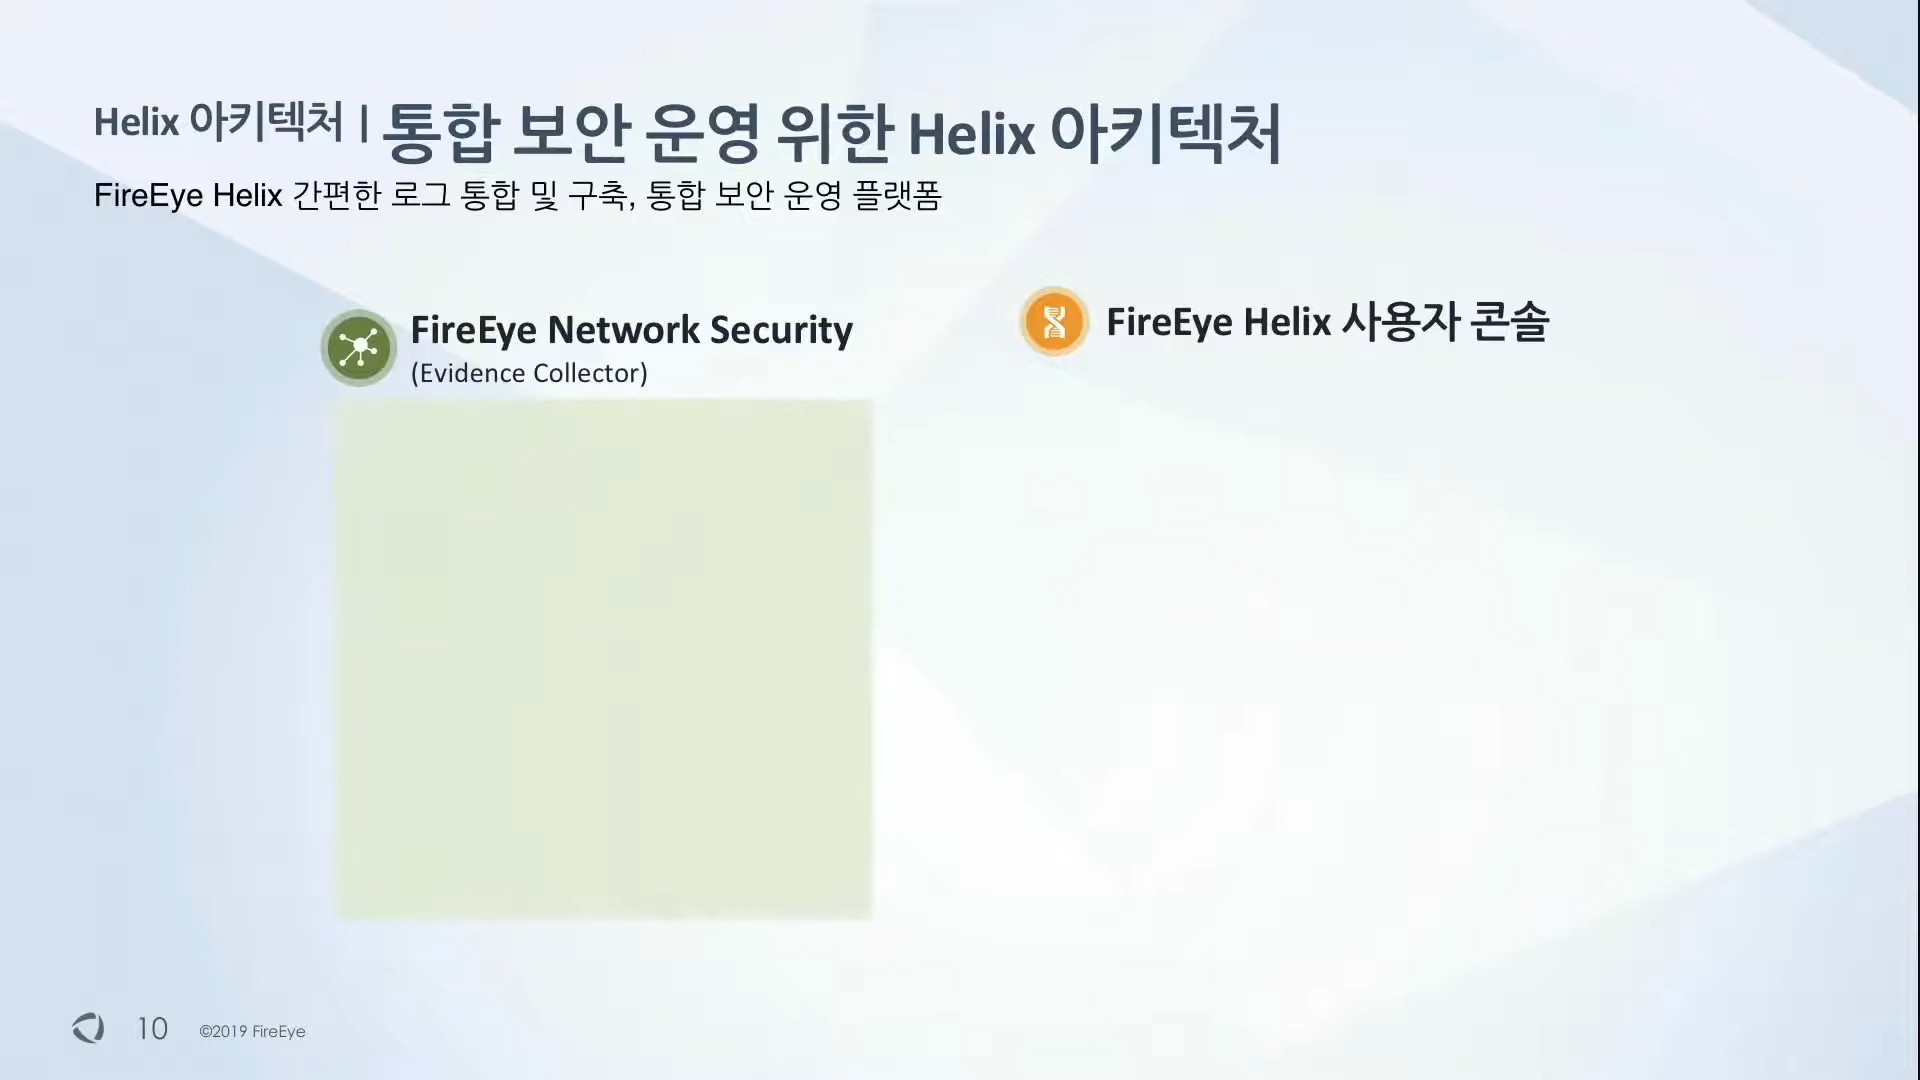 Helix 아키텍처 | 통합 보안 운영 위한 Helix 아키텍처
FireEye Helix 간편한 로그 통합 및 구축, 통합 보안 운영 플랫폼
FireEye Network Security
(Evidence Collector)
FireEye Helix 사용자 콘솔
10 ©2019 FireEye